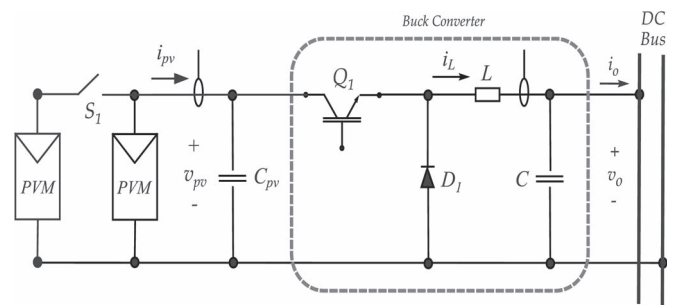 Buck Converter
DC
Bus
i_pv
Q_1
i_L
L
i_o
S_1
PVM
PVM
+
v_pv
-
C_pv
D_1
C
+
v_o
-